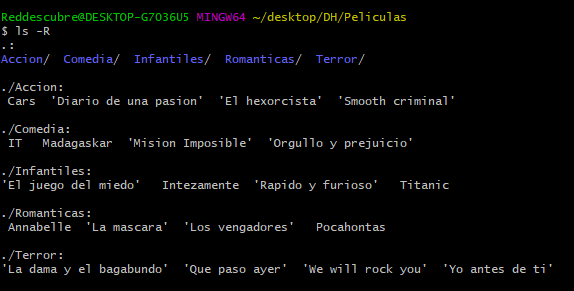 Reddescubre@DESKTOP-G7O36U5 MINGW64 ~/desktop/DH/Peliculas
$ ls -R
.:
Accion/  Comedia/  Infantiles/  Romanticas/  Terror/

./Accion:
 Cars  'Diario de una pasion'  'El hexorcista'  'Smooth criminal'

./Comedia:
 IT   Madagaskar  'Mision Imposible'  'Orgullo y prejuicio'

./Infantiles:
'El juego del miedo'   Intezamente  'Rapido y furioso'   Titanic

./Romanticas:
 Annabelle  'La mascara'  'Los vengadores'   Pocahontas

./Terror:
'La dama y el bagabundo'  'Que paso ayer'  'We will rock you'  'Yo antes de ti'